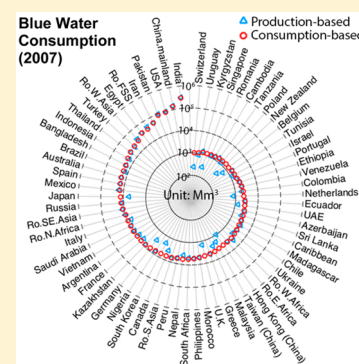 Blue Water
Consumption
(2007)
Production-based
Consumption-base
Switzerland
Uruguay
Kyrgyzstan
Singapore
Romania
Cambodia
Tanzania
Poland
New Zealand
Belgium
Tunisia
Israel
Portugal
Ethiopia
Venezuela
Colombia
Netherlands
Ecuador
UAE
Azerbaijan
Sri Lanka
Caribbean
Madagascar
Chile
Ukraine
Ro.W.Africa
Ro.E.Africa
Hong Kong (China)
Taiwan (China)
Malaysia
Greece
U.K.
Morocco
Philippines
South Africa
Nepal
Peru
Ro.S.Asia
Canada
South Korea
Nigeria
Germany
Kazakhstan
France
Argentina
Vietnam
Saudi Arabia
Italy
Ro.N.Africa
Ro.SE.Asia
Russia
Japan
Mexico
Spain
Australia
Brazil
Bangladesh
Indonesia
Thailand
Turkey
Ro.W.Asia
Egypt
Ro.FSS
Iran
Pakistan
USA
China.mainland
India
10⁶
10⁵
10⁴
10³
10²
Unit: Mm³